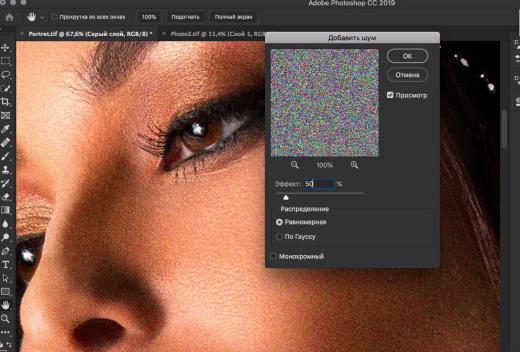 Adobe Photoshop CC 2019
Прокрутка во всех окнах
100%
Подогнать
Полный экран
Portret.tif @ 67,6% (Серый слой, RGB/8) *
Photo2.tif @ 11,4% (Слой 1, RGB
Добавить шум
OK
Отмена
Просмотр
100%
Эффект: 50 %
Распределение
Равномерная
По Гауссу
Монохромный